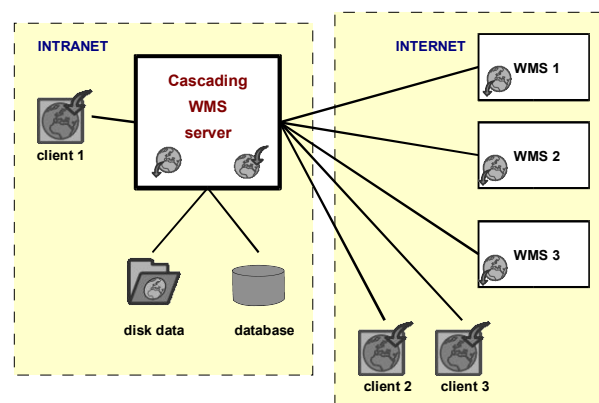 INTRANET
Cascading
WMS
server
client 1
disk data
database
INTERNET
WMS 1
WMS 2
WMS 3
client 2
client 3